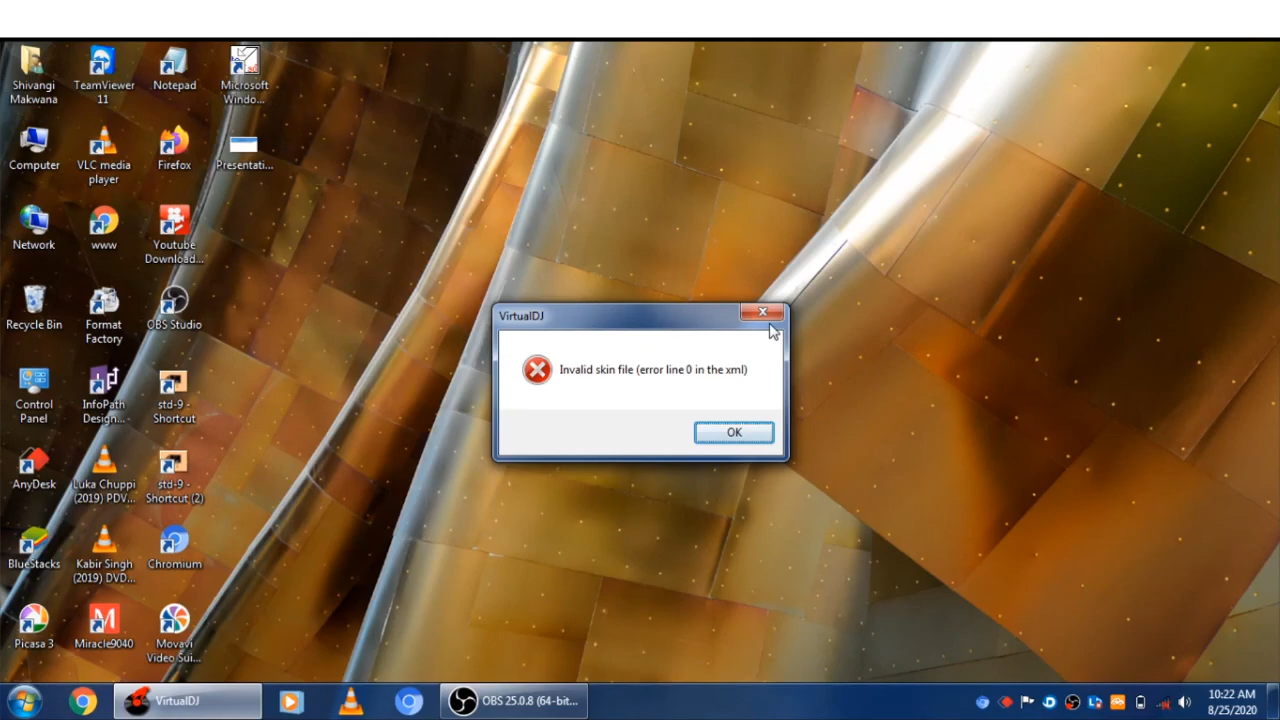 Shivangi
Makwana
TeamViewer
11
Notepad
Microsoft
Windo...
Computer
VLC media
player
Firefox
Presentati...
Network
www
Youtube
Download...
Recycle Bin
Format
Factory
OBS Studio
Control
Panel
InfoPath
Design...
std-9 -
Shortcut
AnyDesk
Luka Chuppi
(2019) PDV...
std-9 -
Shortcut (2)
BlueStacks
Kabir Singh
(2019) DVD...
Chromium
Picasa 3
Miracle9040
Movavi
Video Sui...
VirtualDJ
Invalid skin file (error line 0 in the xml)
OK
VirtualDJ
OBS 25.0.8 (64-bit...
10:22 AM
8/25/2020